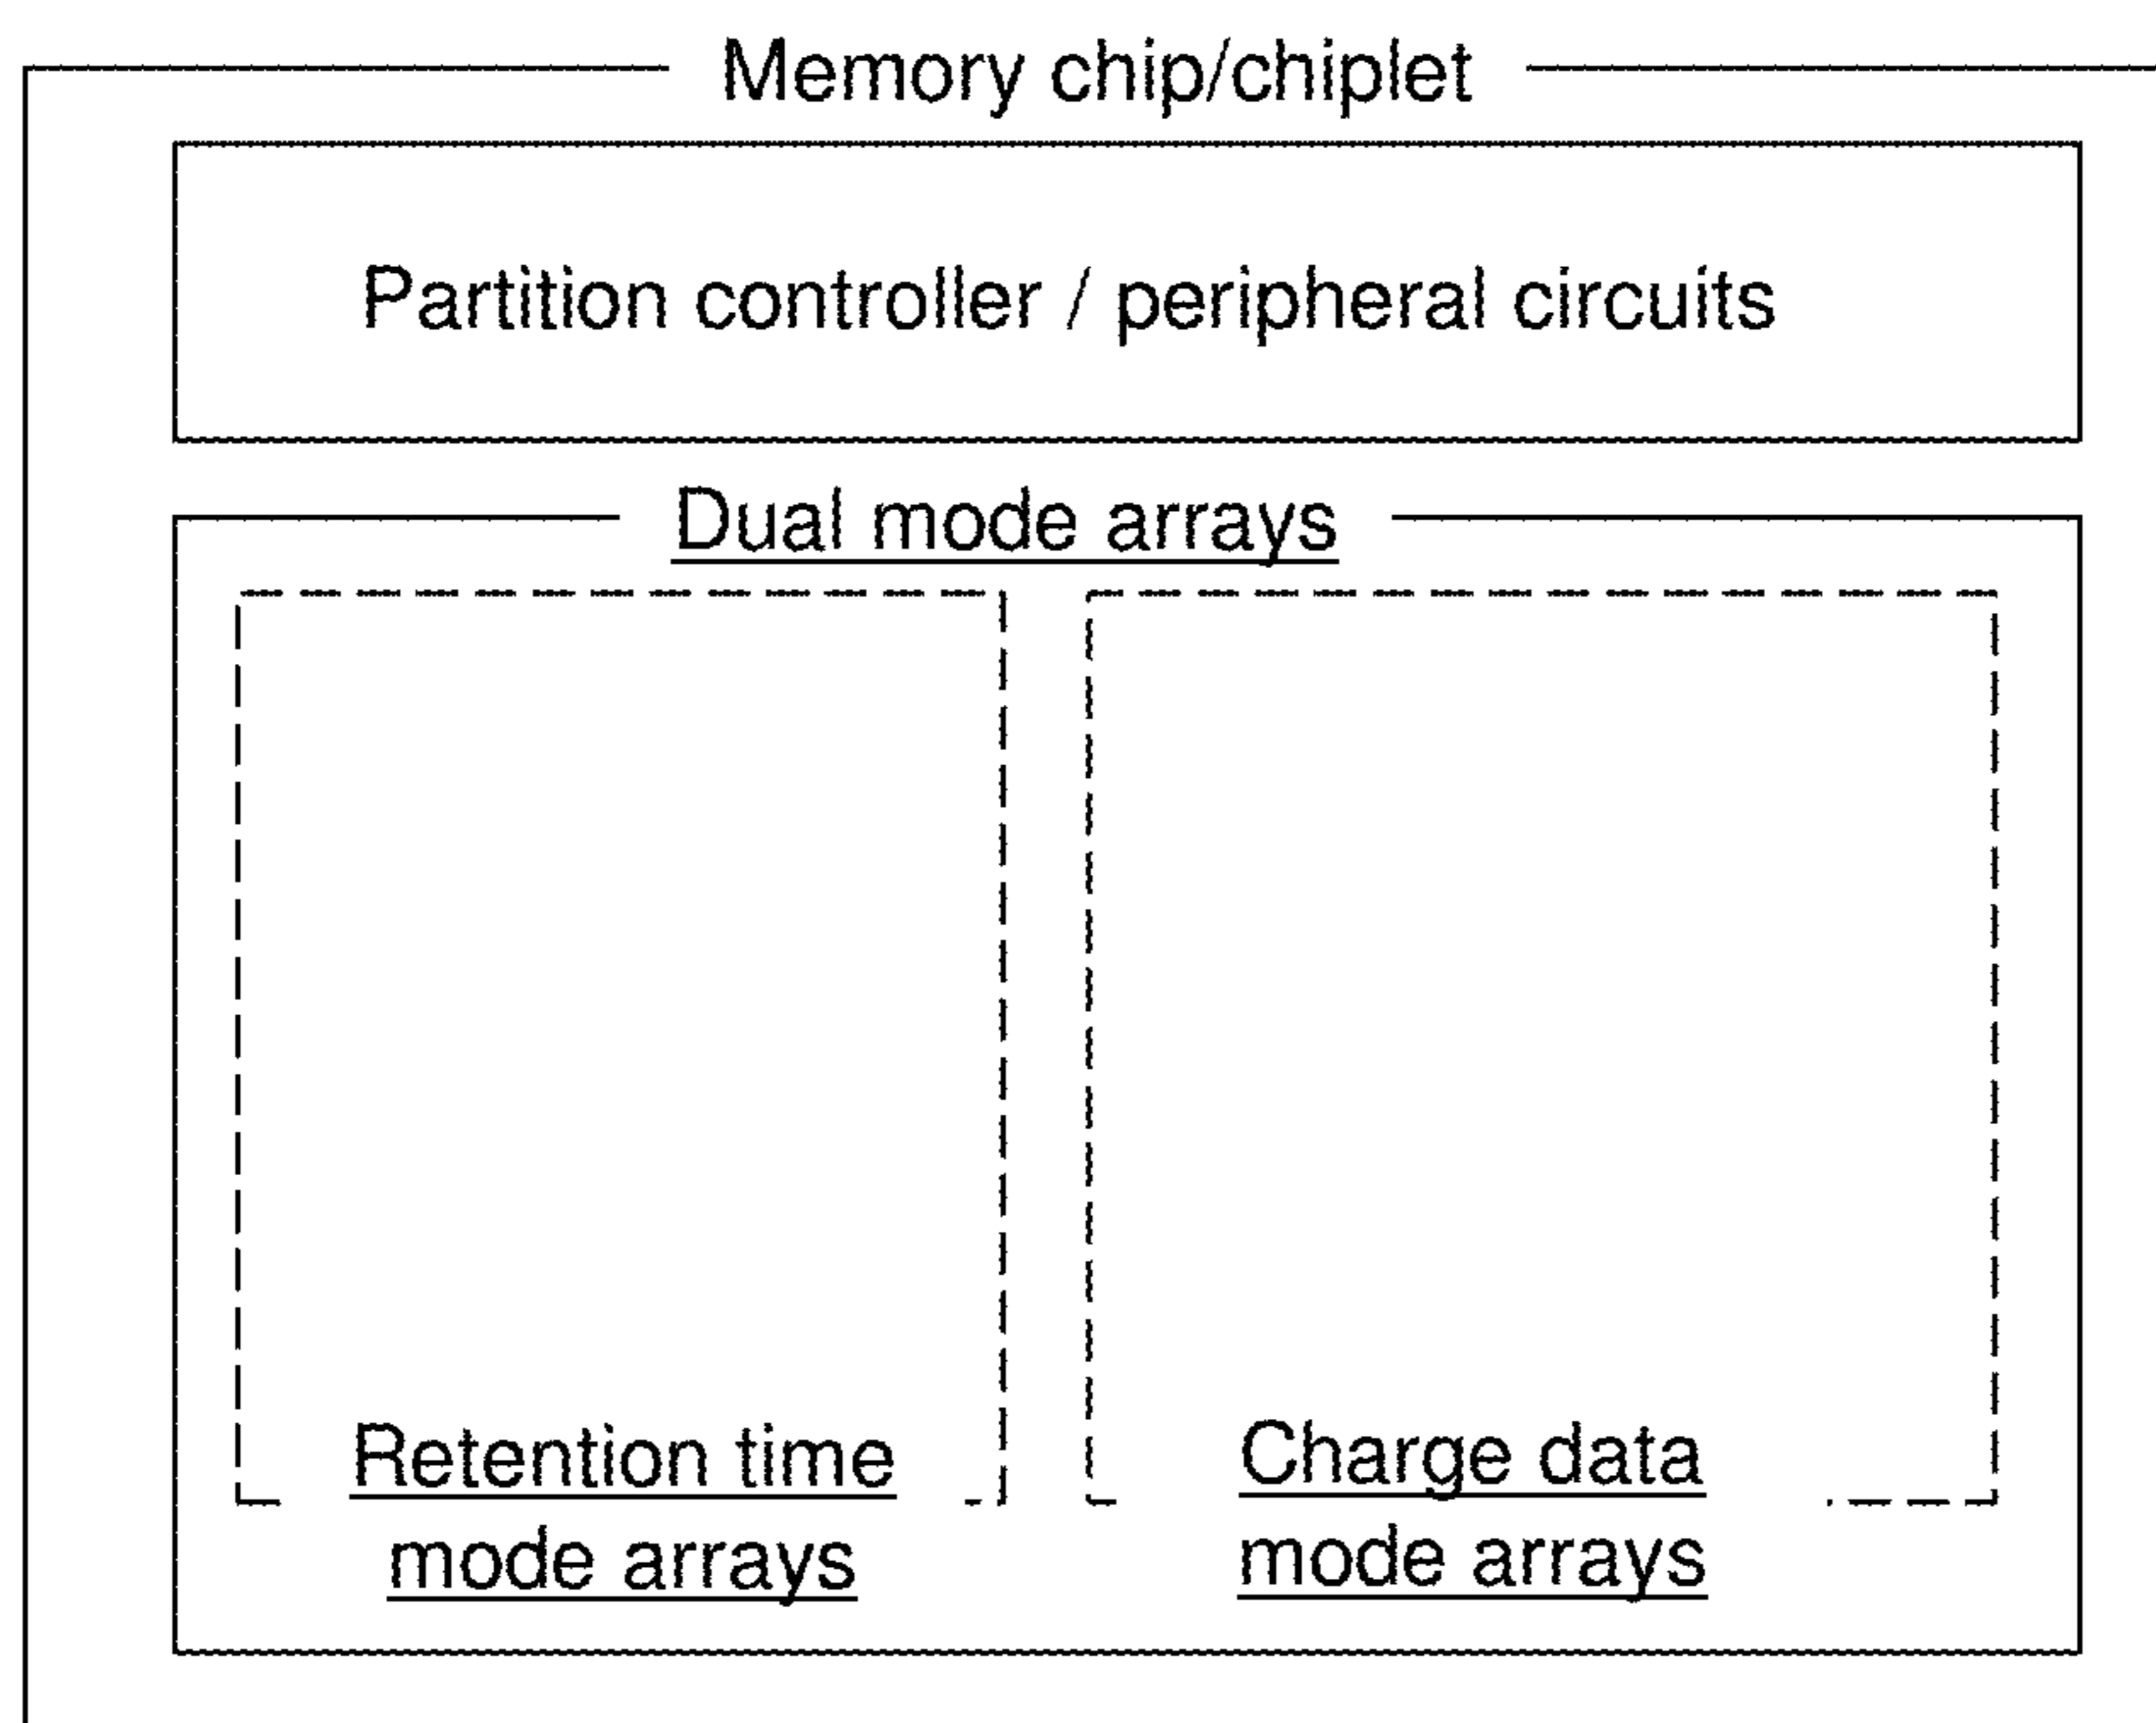 Memory chip/chiplet
Partition controller / peripheral circuits
Dual mode arrays
Retention time
mode arrays
Charge data
mode arrays